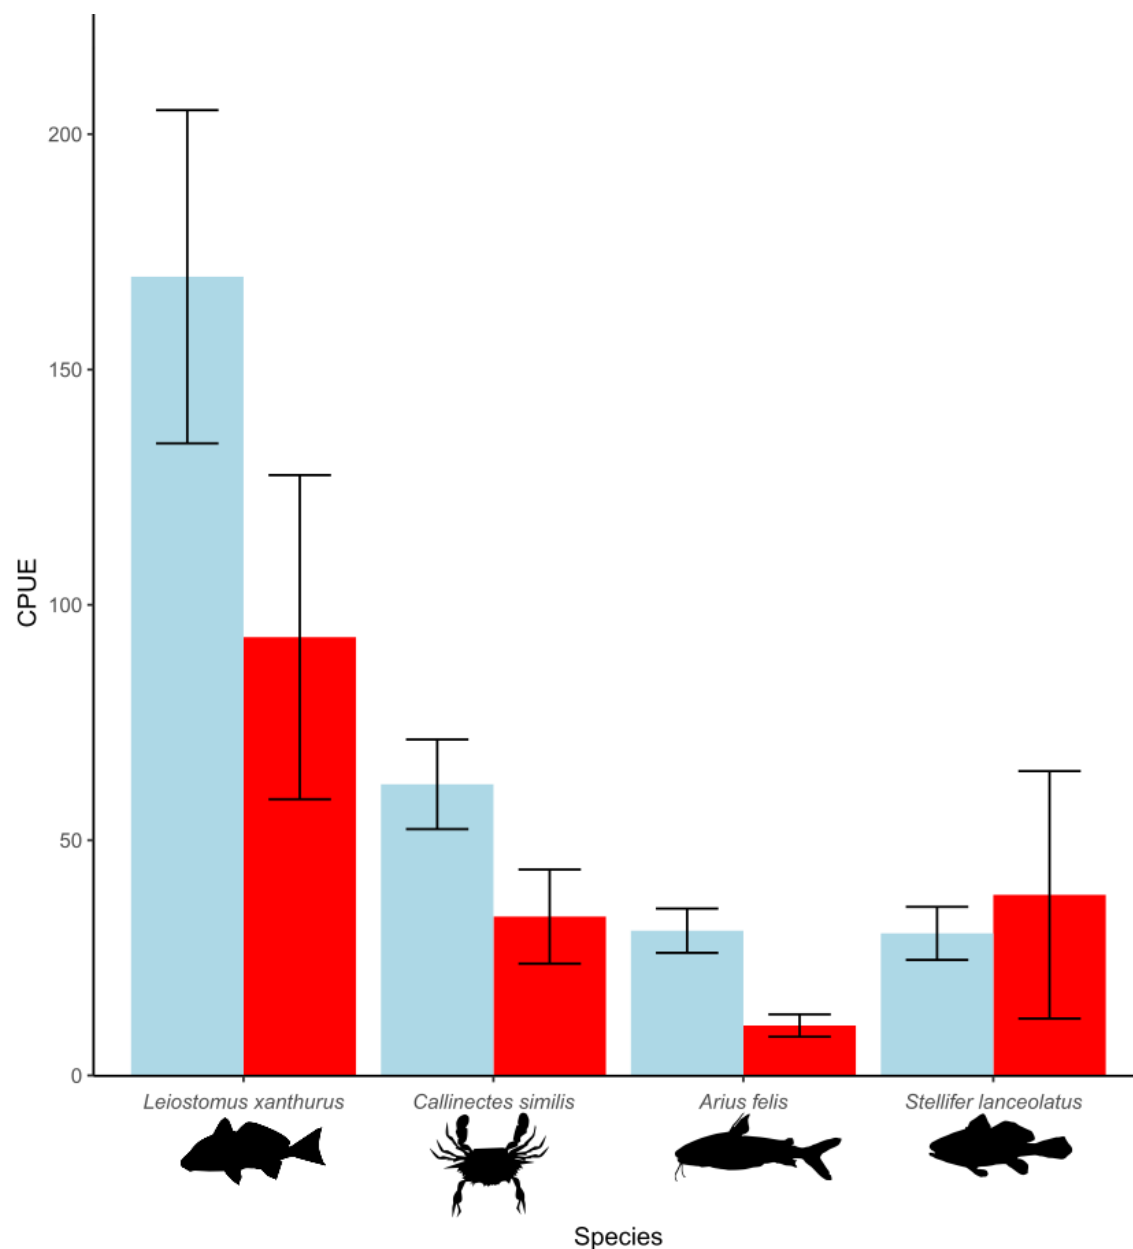 200
150
100
50
0
CPUE
Leiostomus xanthurus
Callinectes similis
Arius felis
Stellifer lanceolatus
Species